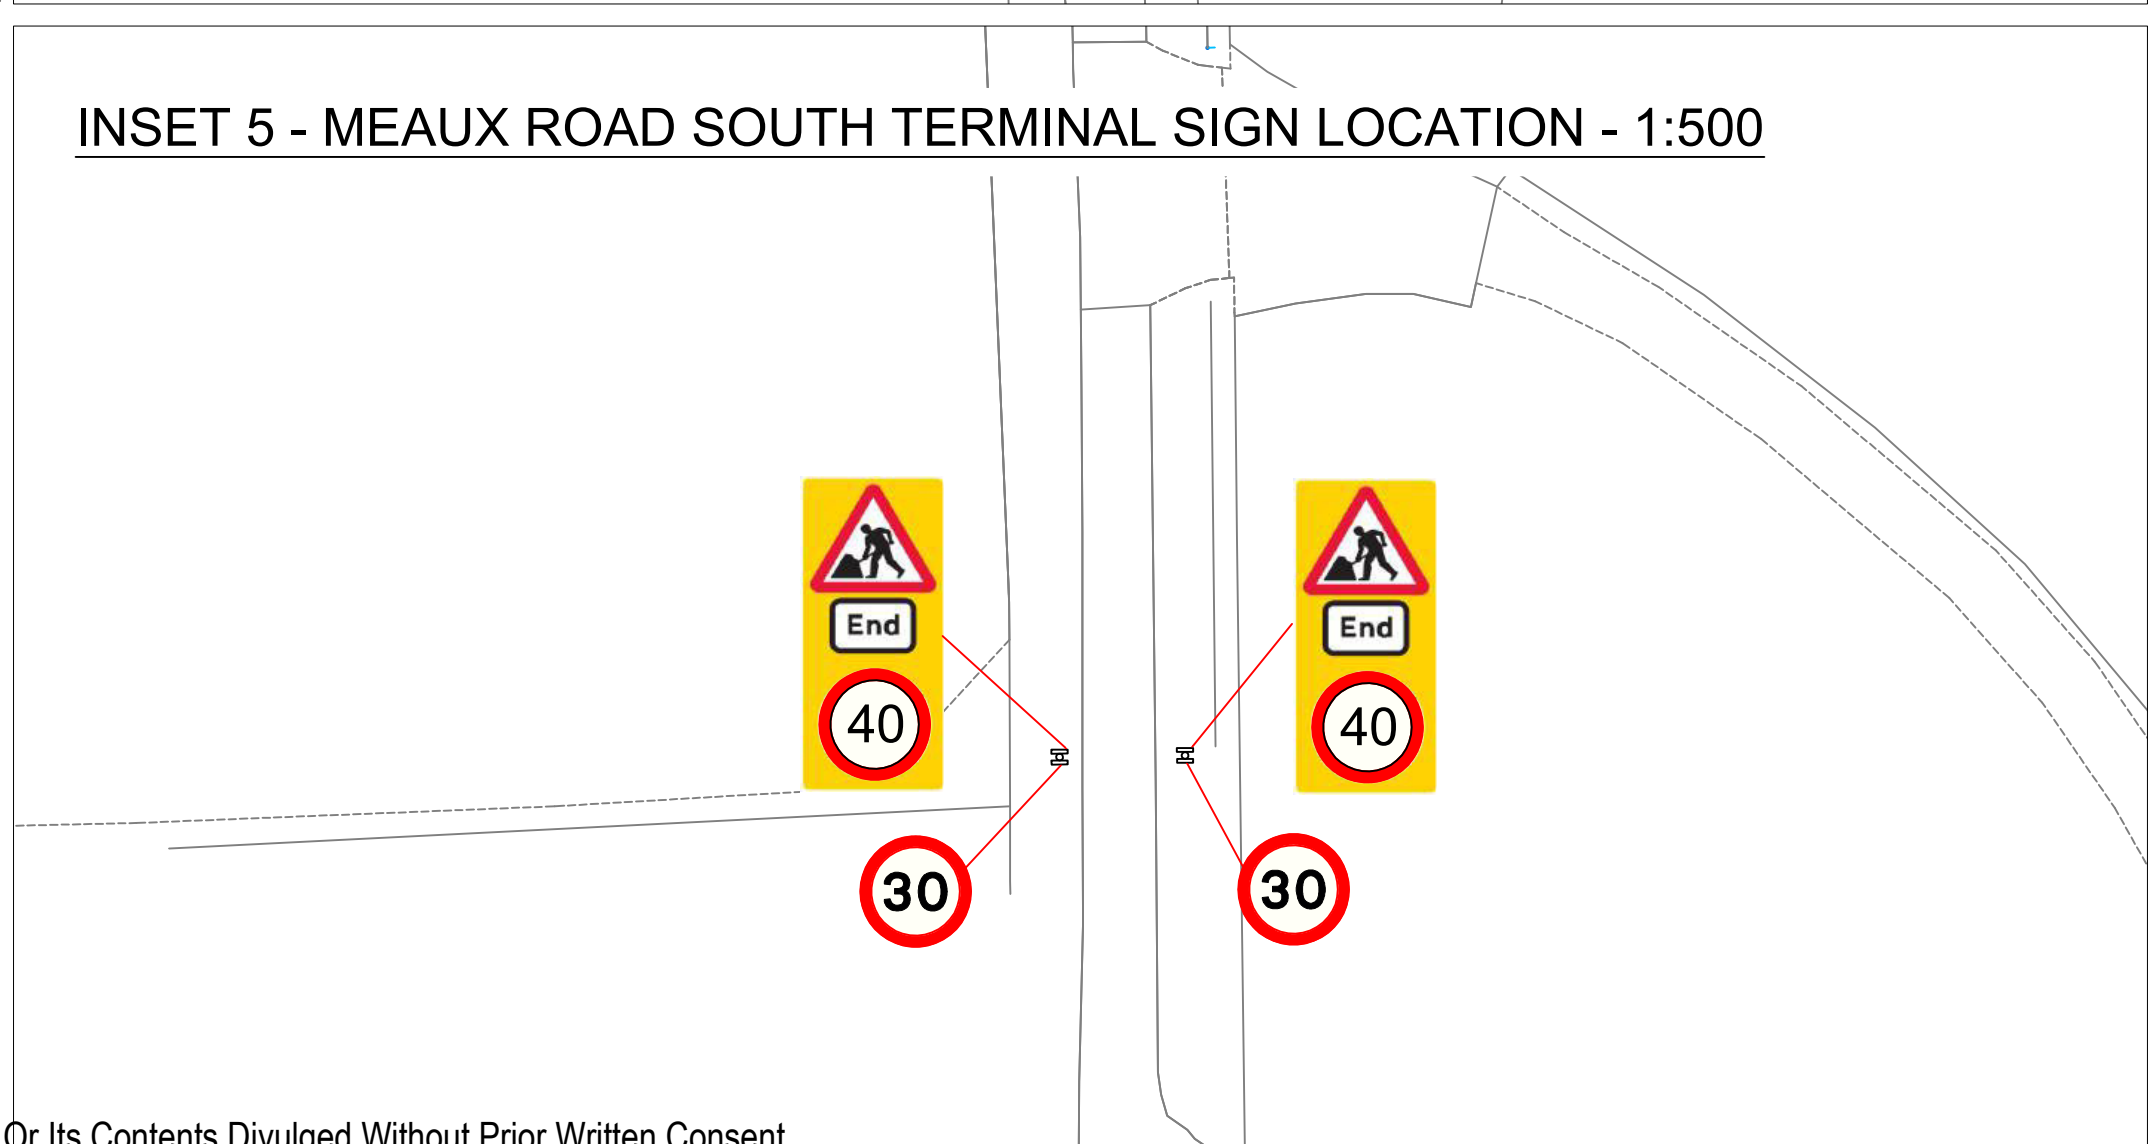 INSET 5 - MEAUX ROAD SOUTH TERMINAL SIGN LOCATION - 1:500
End
40
End
40
30
30
Or Its Contents Divulged Without Prior Written Consent